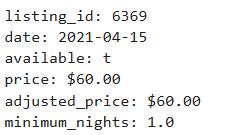 listing_id: 6369
date: 2021-04-15
available: t
price: $60.00
adjusted_price: $60.00
minimum_nights: 1.0